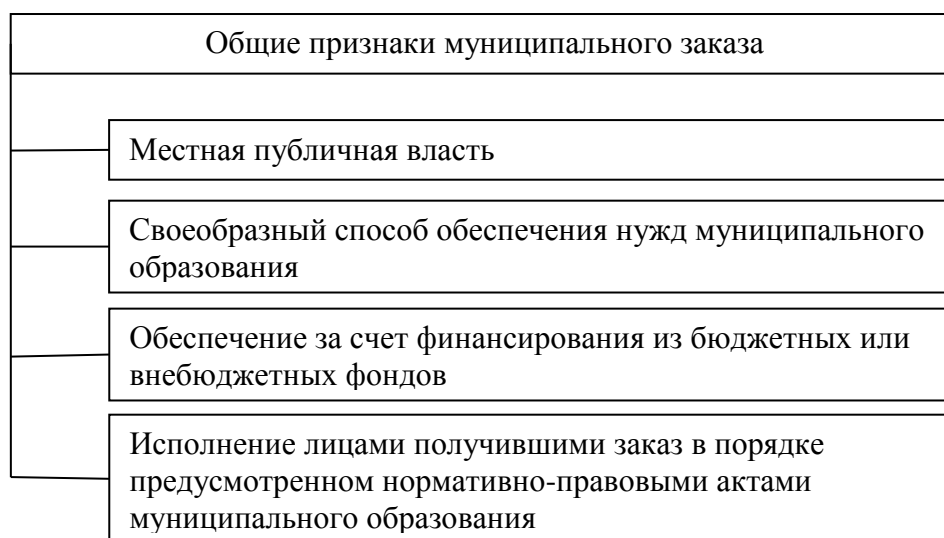 Общие признаки муниципального заказа
Местная публичная власть
Своеобразный способ обеспечения нужд муниципального
образования
Обеспечение за счет финансирования из бюджетных или
внебюджетных фондов
Исполнение лицами получившими заказ в порядке
предусмотренном нормативно-правовыми актами
муниципального образования